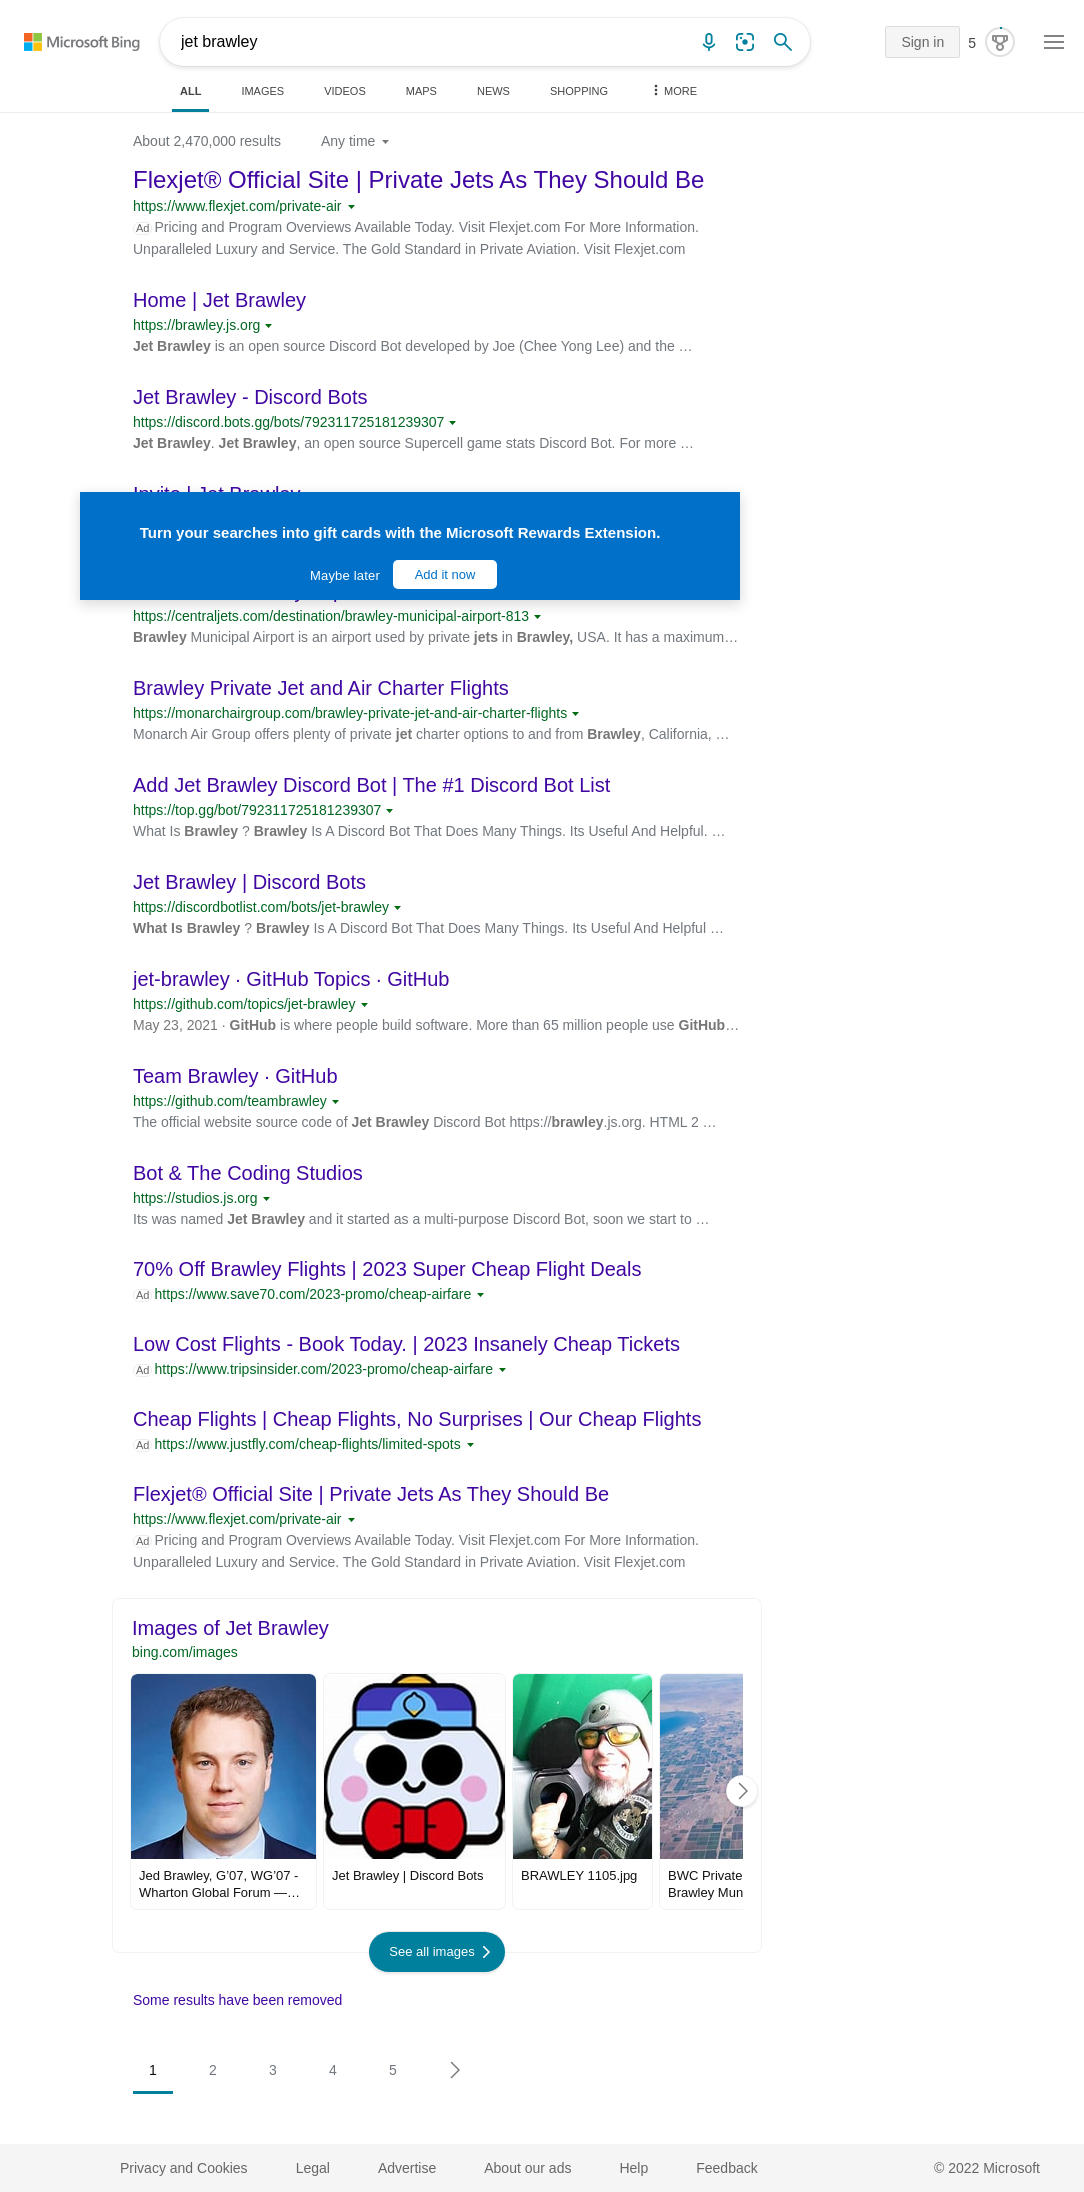 Microsoft Bing
jet brawley
Sign in
5
ALL IMAGES VIDEOS MAPS NEWS SHOPPING MORE
About 2,470,000 results Any time
Flexjet® Official Site | Private Jets As They Should Be
https://www.flexjet.com/private-air
Ad Pricing and Program Overviews Available Today. Visit Flexjet.com For More Information.
Unparalleled Luxury and Service. The Gold Standard in Private Aviation. Visit Flexjet.com
Home | Jet Brawley
https://brawley.js.org
Jet Brawley is an open source Discord Bot developed by Joe (Chee Yong Lee) and the …
Jet Brawley - Discord Bots
https://discord.bots.gg/bots/792311725181239307
Jet Brawley. Jet Brawley, an open source Supercell game stats Discord Bot. For more …
Invite | Jet Brawley
Turn your searches into gift cards with the Microsoft Rewards Extension.
Maybe later Add it now
https://centraljets.com/destination/brawley-municipal-airport-813
Brawley Municipal Airport is an airport used by private jets in Brawley, USA. It has a maximum…
Brawley Private Jet and Air Charter Flights
https://monarchairgroup.com/brawley-private-jet-and-air-charter-flights
Monarch Air Group offers plenty of private jet charter options to and from Brawley, California, …
Add Jet Brawley Discord Bot | The #1 Discord Bot List
https://top.gg/bot/792311725181239307
What Is Brawley ? Brawley Is A Discord Bot That Does Many Things. Its Useful And Helpful. …
Jet Brawley | Discord Bots
https://discordbotlist.com/bots/jet-brawley
What Is Brawley ? Brawley Is A Discord Bot That Does Many Things. Its Useful And Helpful …
jet-brawley · GitHub Topics · GitHub
https://github.com/topics/jet-brawley
May 23, 2021 · GitHub is where people build software. More than 65 million people use GitHub…
Team Brawley · GitHub
https://github.com/teambrawley
The official website source code of Jet Brawley Discord Bot https://brawley.js.org. HTML 2 …
Bot & The Coding Studios
https://studios.js.org
Its was named Jet Brawley and it started as a multi-purpose Discord Bot, soon we start to …
70% Off Brawley Flights | 2023 Super Cheap Flight Deals
Ad https://www.save70.com/2023-promo/cheap-airfare
Low Cost Flights - Book Today. | 2023 Insanely Cheap Tickets
Ad https://www.tripsinsider.com/2023-promo/cheap-airfare
Cheap Flights | Cheap Flights, No Surprises | Our Cheap Flights
Ad https://www.justfly.com/cheap-flights/limited-spots
Flexjet® Official Site | Private Jets As They Should Be
https://www.flexjet.com/private-air
Ad Pricing and Program Overviews Available Today. Visit Flexjet.com For More Information.
Unparalleled Luxury and Service. The Gold Standard in Private Aviation. Visit Flexjet.com
Images of Jet Brawley
bing.com/images
Jed Brawley, G'07, WG'07 -
Wharton Global Forum —…
Jet Brawley | Discord Bots
BRAWLEY 1105.jpg
BWC Private
Brawley Mun
See all images
Some results have been removed
1 2 3 4 5
Privacy and Cookies Legal Advertise About our ads Help Feedback © 2022 Microsoft